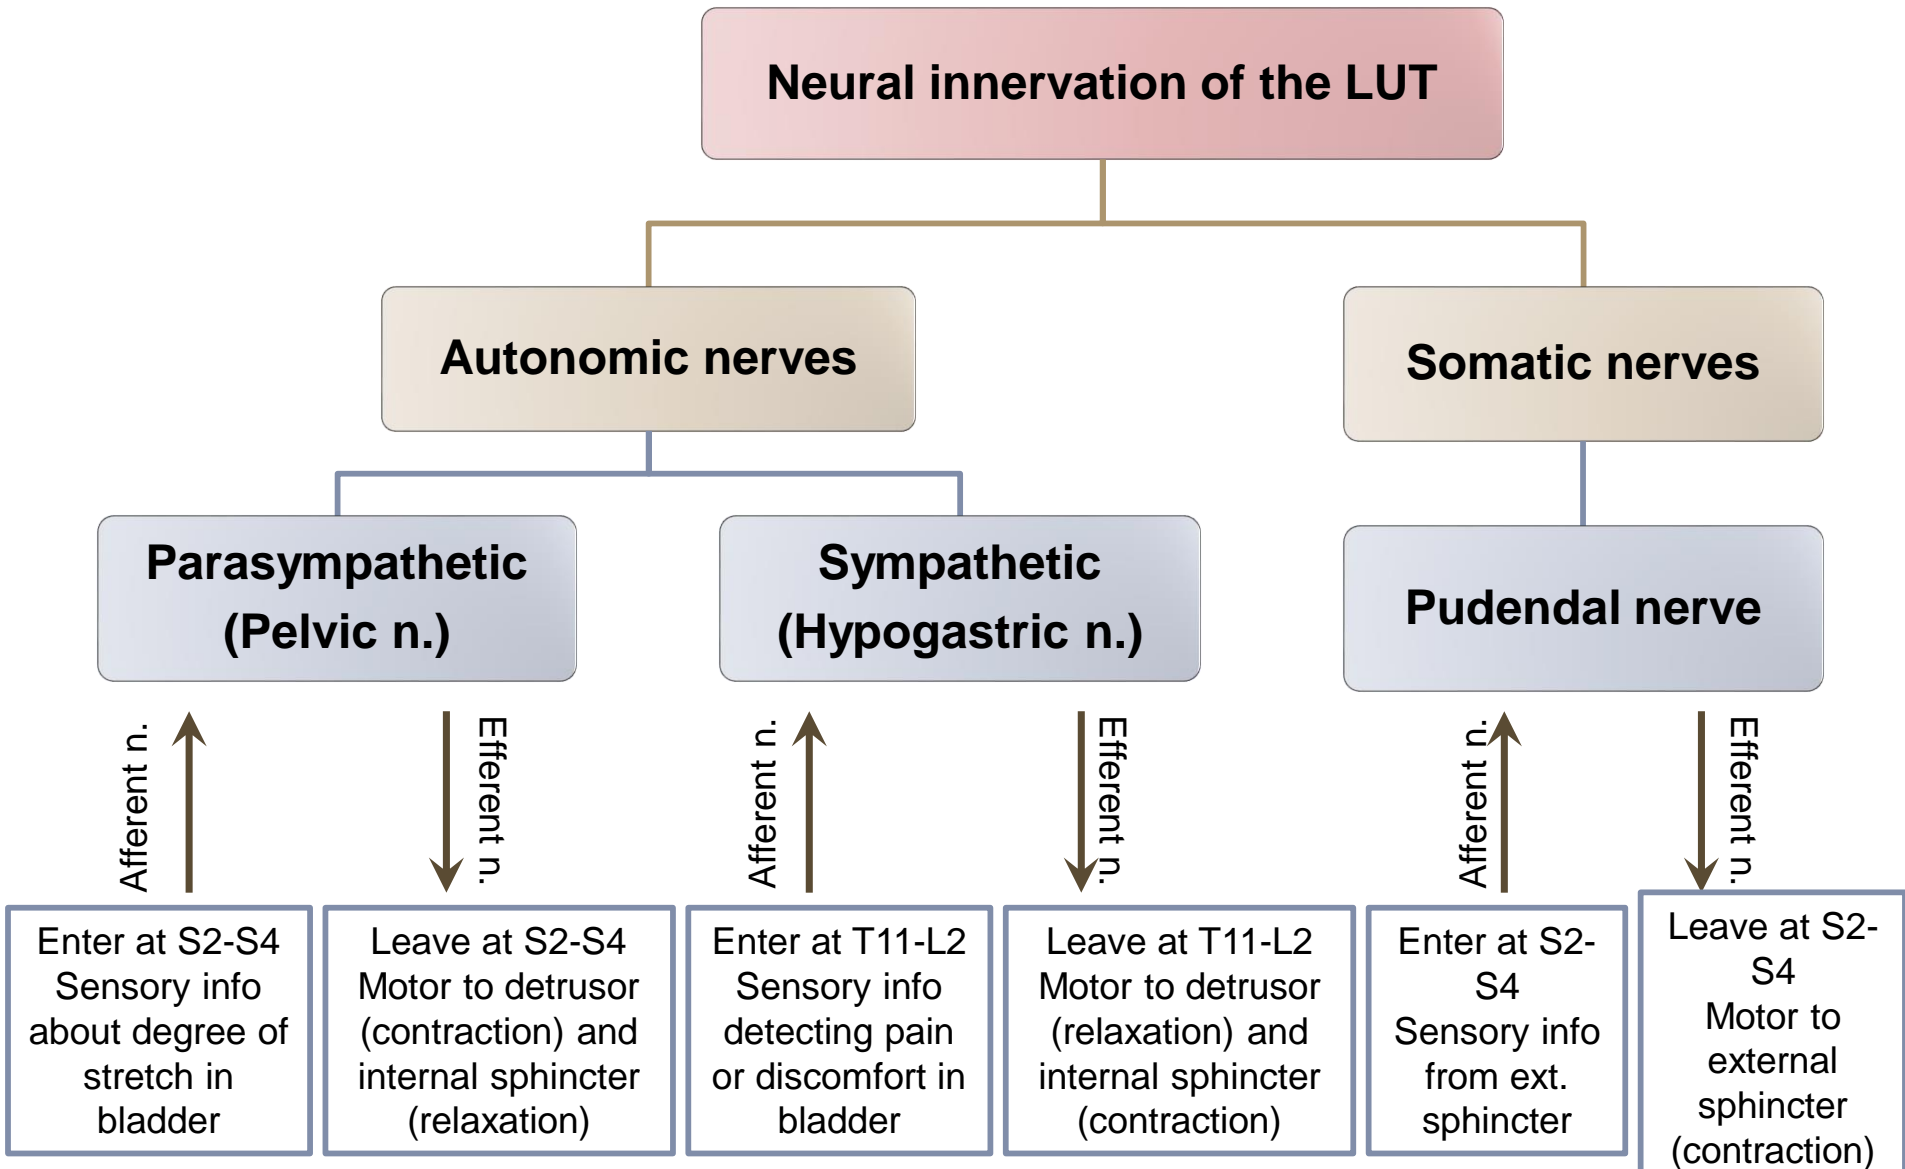 Neural innervation of the LUT
Autonomic nerves
Somatic nerves
Parasympathetic
(Pelvic n.)
Sympathetic
(Hypogastric n.)
Pudendal nerve
Afferent n.
Efferent n.
Afferent n.
Efferent n.
Afferent n.
Efferent n.
Enter at S2-S4
Sensory info
about degree of
stretch in
bladder
Leave at S2-S4
Motor to detrusor
(contraction) and
internal sphincter
(relaxation)
Enter at T11-L2
Sensory info
detecting pain
or discomfort in
bladder
Leave at T11-L2
Motor to detrusor
(relaxation) and
internal sphincter
(contraction)
Enter at S2-
S4
Sensory info
from ext.
sphincter
Leave at S2-
S4
Motor to
external
sphincter
(contraction)